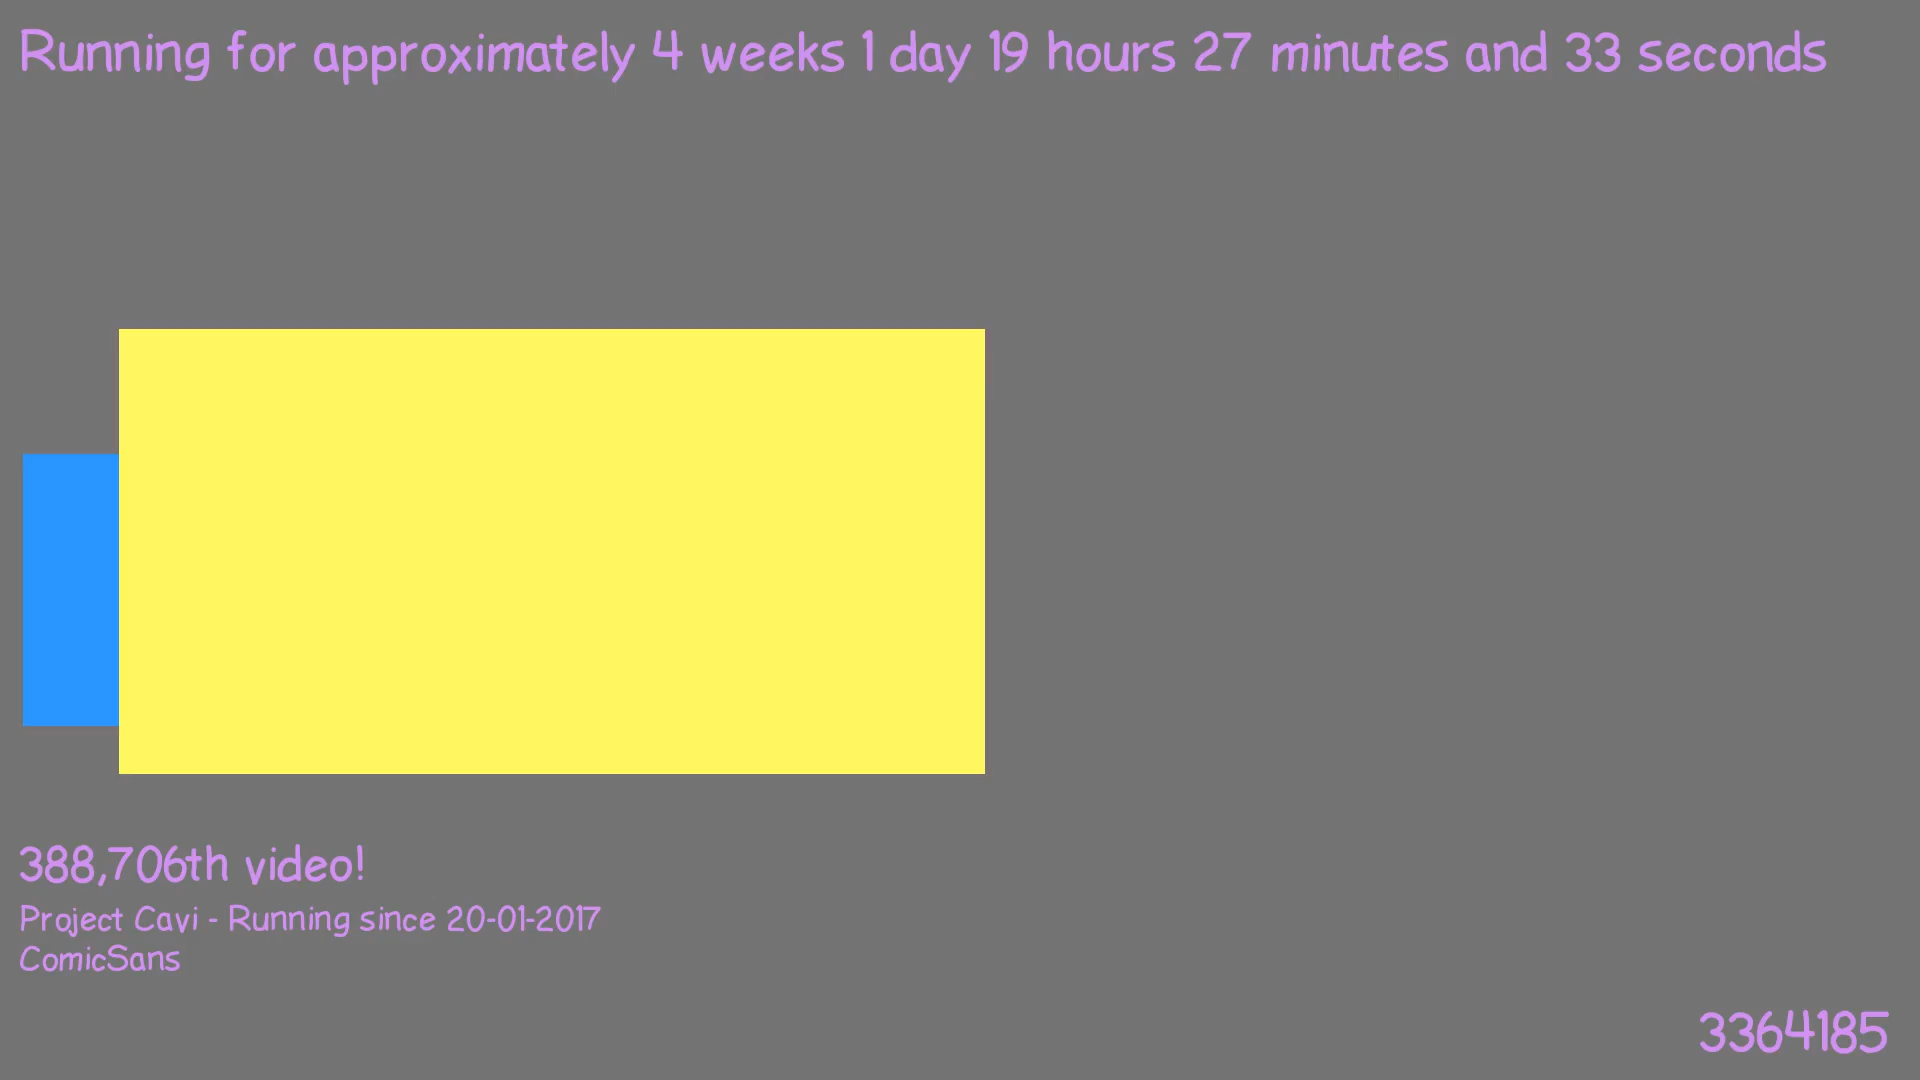 Running for approximately 4 weeks 1 day 19 hours 27 minutes and 33 seconds
388,706th video!
Project Cavi - Running since 20-01-2017
ComicSans
3364185